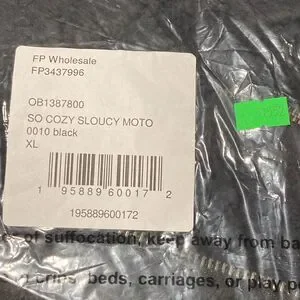 FP Wholesale
FP3437996
OB1387800
SO COZY SLOUCY MOTO
0010 black
XL
1 95889 60017 2
195889600172
of suffocation, keep away from ba
cribs, beds, carriages, or play p